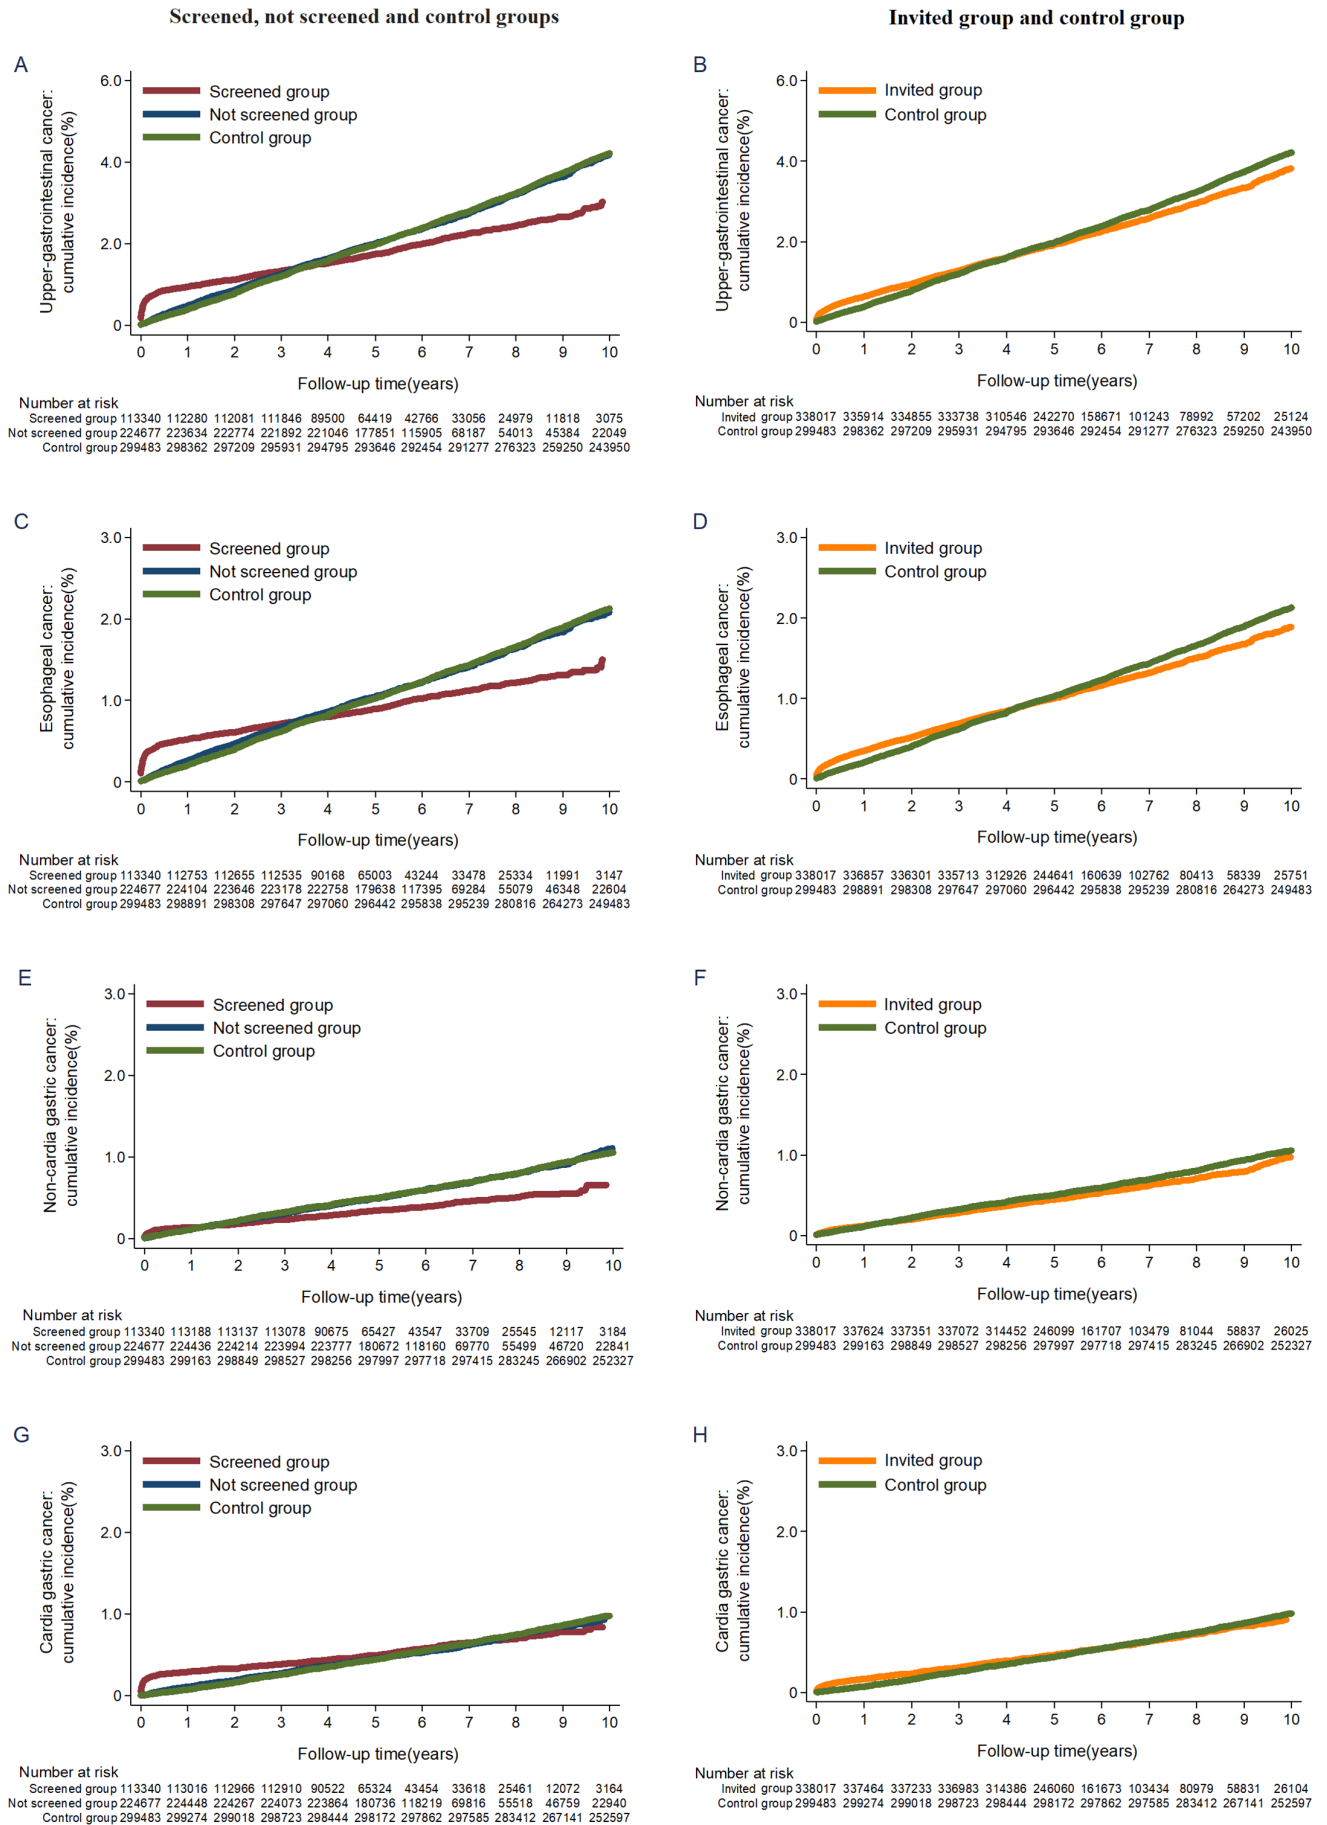 Screened, not screened and control groups
Invited group and control group
A
Upper-gastrointestinal cancer:
cumulative incidence(%)
6.0
4.0
2.0
0
Screened group
Not screened group
Control group
0 1 2 3 4 5 6 7 8 9 10
Follow-up time(years)
Number at risk
Screened group 113340 112280 112081 111846 89500 64419 42766 33056 24979 11818 3075
Not screened group 224677 223634 222774 221892 221046 177851 115905 68187 54013 45384 22049
Control group 299483 298362 297209 295931 294795 293646 292454 291277 276323 259250 243950
B
Upper-gastrointestinal cancer:
cumulative incidence(%)
6.0
4.0
2.0
0
Invited group
Control group
0 1 2 3 4 5 6 7 8 9 10
Follow-up time(years)
Number at risk
Invited group 338017 335914 334855 333738 310546 242270 158671 101243 78992 57202 25124
Control group 299483 298362 297209 295931 294795 293646 292454 291277 276323 259250 243950
C
Esophageal cancer:
cumulative incidence(%)
3.0
2.0
1.0
0
Screened group
Not screened group
Control group
0 1 2 3 4 5 6 7 8 9 10
Follow-up time(years)
Number at risk
Screened group 113340 112753 112655 112535 90168 65003 43244 33478 25334 11991 3147
Not screened group 224677 224104 223646 223178 222758 179638 117395 69284 55079 46348 22604
Control group 299483 298891 298308 297647 297060 296442 295838 295239 280816 264273 249483
D
Esophageal cancer:
cumulative incidence(%)
3.0
2.0
1.0
0
Invited group
Control group
0 1 2 3 4 5 6 7 8 9 10
Follow-up time(years)
Number at risk
Invited group 338017 336857 336301 335713 312926 244641 160639 102762 80413 58339 25751
Control group 299483 298891 298308 297647 297060 296442 295838 295239 280816 264273 249483
E
Non-cardia gastric cancer:
cumulative incidence(%)
3.0
2.0
1.0
0
Screened group
Not screened group
Control group
0 1 2 3 4 5 6 7 8 9 10
Follow-up time(years)
Number at risk
Screened group 113340 113188 113137 113078 90675 65427 43547 33709 25545 12117 3184
Not screened group 224677 224436 224214 223994 223777 180672 118160 69770 55499 46720 22841
Control group 299483 299163 298849 298527 298256 297997 297718 297415 283245 266902 252327
F
Non-cardia gastric cancer:
cumulative incidence(%)
3.0
2.0
1.0
0
Invited group
Control group
0 1 2 3 4 5 6 7 8 9 10
Follow-up time(years)
Number at risk
Invited group 338017 337624 337351 337072 314452 246099 161707 103479 81044 58837 26025
Control group 299483 299163 298849 298527 298256 297997 297718 297415 283245 266902 252327
G
Cardia gastric cancer:
cumulative incidence(%)
3.0
2.0
1.0
0
Screened group
Not screened group
Control group
0 1 2 3 4 5 6 7 8 9 10
Follow-up time(years)
Number at risk
Screened group 113340 113016 112966 112910 90522 65324 43454 33618 25461 12072 3164
Not screened group 224677 224448 224267 224073 223864 180736 118219 69816 55518 46759 22940
Control group 299483 299274 299018 298723 298444 298172 297862 297585 283412 267141 252597
H
Cardia gastric cancer:
cumulative incidence(%)
3.0
2.0
1.0
0
Invited group
Control group
0 1 2 3 4 5 6 7 8 9 10
Follow-up time(years)
Number at risk
Invited group 338017 337464 337233 336983 314386 246060 161673 103434 80979 58831 26104
Control group 299483 299274 299018 298723 298444 298172 297862 297585 283412 267141 252597